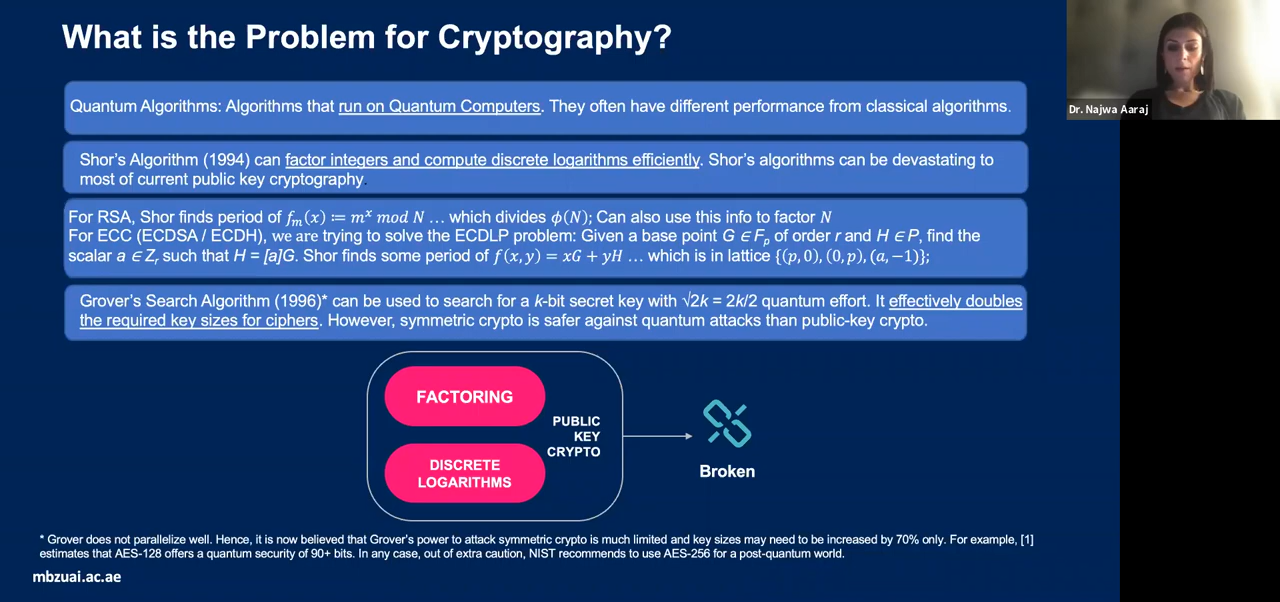 What is the Problem for Cryptography?
Dr. Najwa Aaraj
Quantum Algorithms: Algorithms that run on Quantum Computers. They often have different performance from classical algorithms.
Shor's Algorithm (1994) can factor integers and compute discrete logarithms efficiently. Shor's algorithms can be devastating to
most of current public key cryptography.
For RSA, Shor finds period of fₘ(x) ≔ mˣ mod N … which divides ϕ(N); Can also use this info to factor N
For ECC (ECDSA / ECDH), we are trying to solve the ECDLP problem: Given a base point G ∈Fₚ of order r and H ∈P, find the
scalar a ∈Zᵣ such that H = [a]G. Shor finds some period of f(x, y) = xG + yH … which is in lattice {(p, 0), (0, p), (a, −1)};
Grover's Search Algorithm (1996)* can be used to search for a k-bit secret key with √2k = 2k/2 quantum effort. It effectively doubles
the required key sizes for ciphers. However, symmetric crypto is safer against quantum attacks than public-key crypto.
FACTORING
PUBLIC
KEY
CRYPTO
DISCRETE
LOGARITHMS
Broken
* Grover does not parallelize well. Hence, it is now believed that Grover's power to attack symmetric crypto is much limited and key sizes may need to be increased by 70% only. For example, [1]
estimates that AES-128 offers a quantum security of 90+ bits. In any case, out of extra caution, NIST recommends to use AES-256 for a post-quantum world.
mbzuai.ac.ae